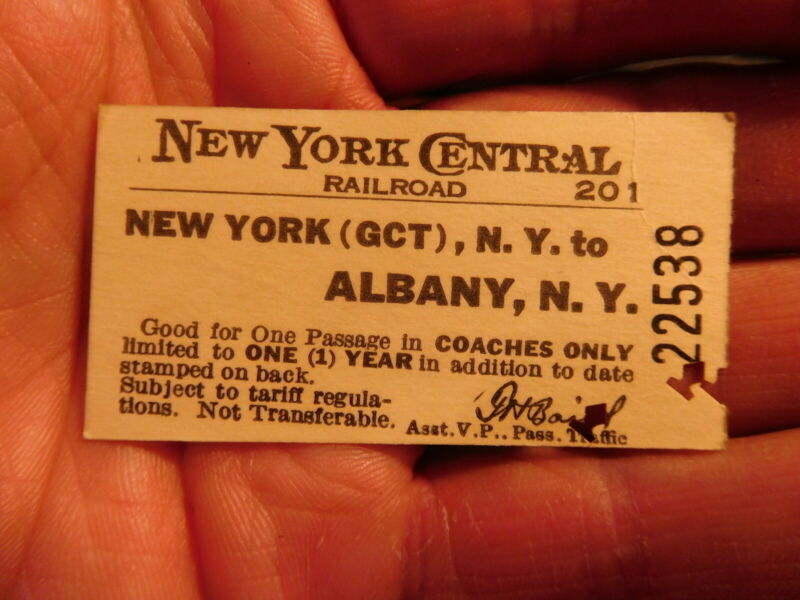 NEW YORK CENTRAL
RAILROAD 201
NEW YORK (GCT), N. Y. to
ALBANY, N. Y.
Good for One Passage in COACHES ONLY
limited to ONE (1) YEAR in addition to date
stamped on back.
Subject to tariff regula-
tions. Not Transferable.
Asst. V. P., Pass. Traffic
22538